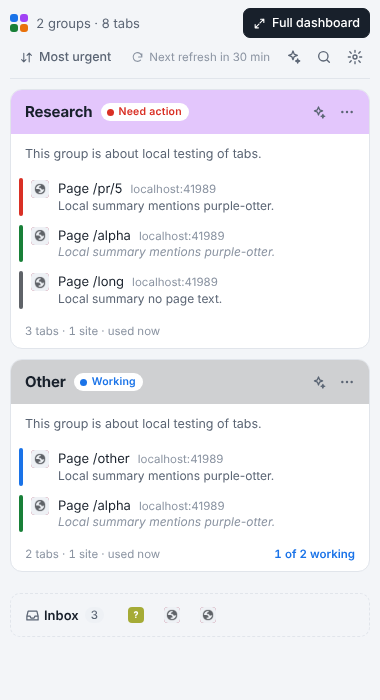 2 groups · 8 tabs
Full dashboard
Most urgent
Next refresh in 30 min
Research
Need action
This group is about local testing of tabs.
Page /pr/5 localhost:41989
Local summary mentions purple-otter.
Page /alpha localhost:41989
Local summary mentions purple-otter.
Page /long localhost:41989
Local summary no page text.
3 tabs · 1 site · used now
Other
Working
This group is about local testing of tabs.
Page /other localhost:41989
Local summary mentions purple-otter.
Page /alpha localhost:41989
Local summary mentions purple-otter.
2 tabs · 1 site · used now
1 of 2 working
Inbox 3 ?